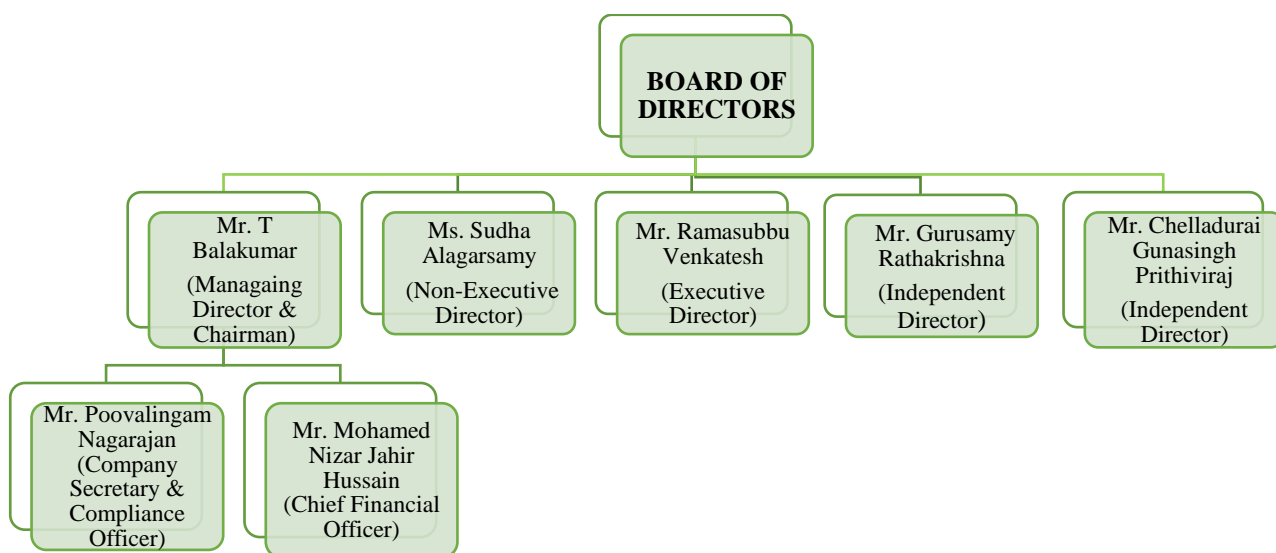 BOARD OF
DIRECTORS
Mr. T
Balakumar
(Managaing
Director &
Chairman)
Ms. Sudha
Alagarsamy
(Non-Executive
Director)
Mr. Ramasubbu
Venkatesh
(Executive
Director)
Mr. Gurusamy
Rathakrishna
(Independent
Director)
Mr. Chelladurai
Gunasingh
Prithiviraj
(Independent
Director)
Mr. Poovalingam
Nagarajan
(Company
Secretary &
Compliance
Officer)
Mr. Mohamed
Nizar Jahir
Hussain
(Chief Financial
Officer)